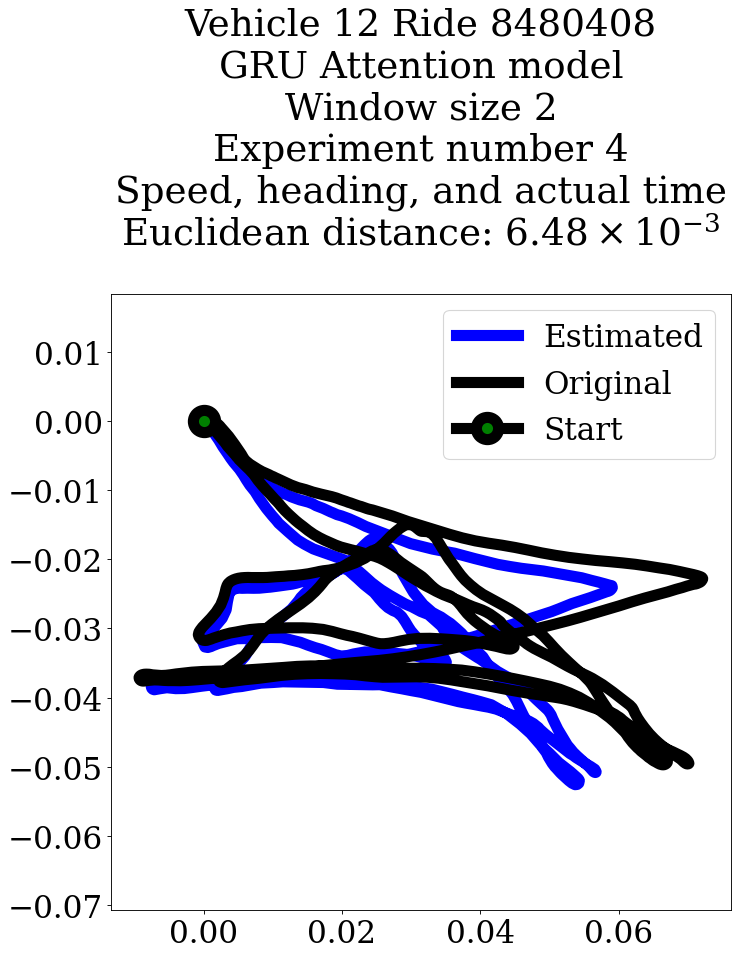 Vehicle 12 Ride 8480408
GRU Attention model
Window size 2
Experiment number 4
Speed, heading, and actual time
Euclidean distance: 6.48 × 10⁻³
Estimated
Original
Start
0.01
0.00
−0.01
−0.02
−0.03
−0.04
−0.05
−0.06
−0.07
0.00 0.02 0.04 0.06